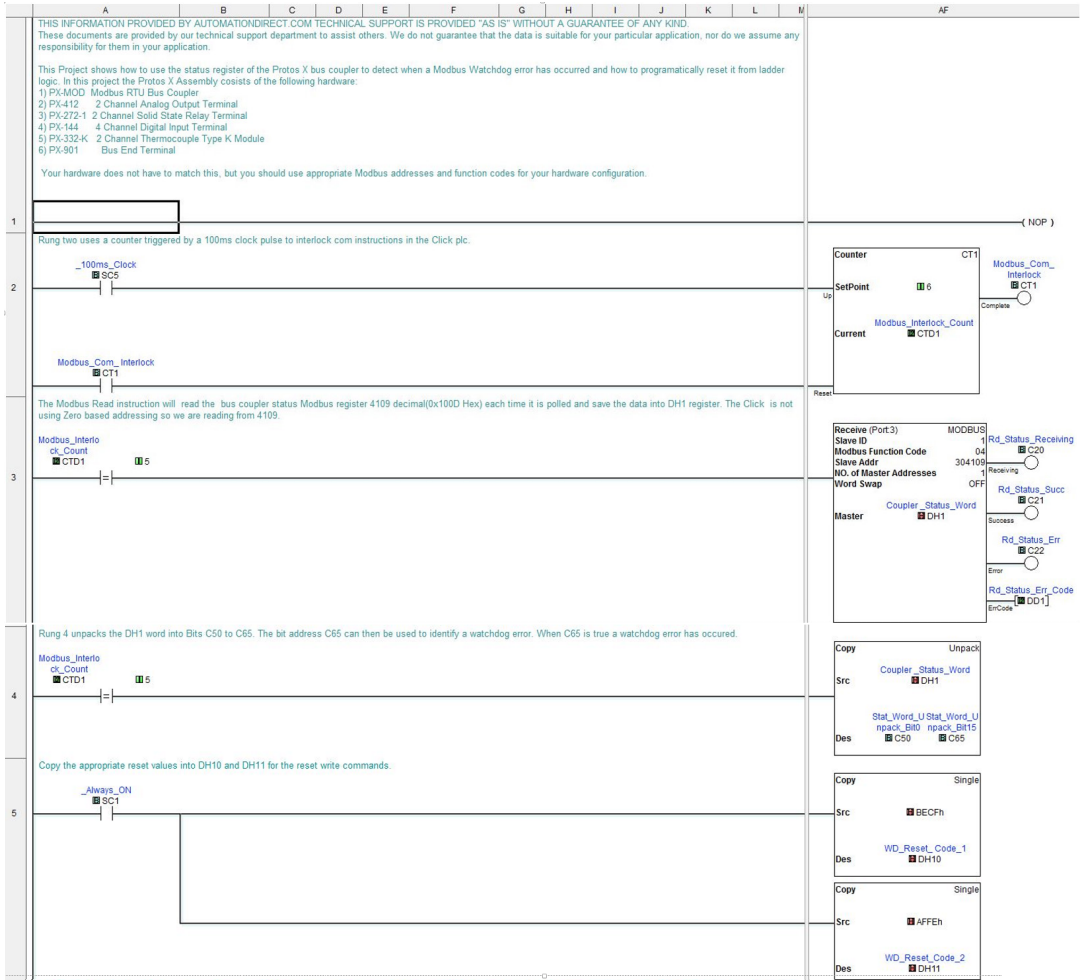 A B C D E F G H I J K L M AF
THIS INFORMATION PROVIDED BY AUTOMATIONDIRECT.COM TECHNICAL SUPPORT IS PROVIDED "AS IS" WITHOUT A GUARANTEE OF ANY KIND.
These documents are provided by our technical support department to assist others. We do not guarantee that the data is suitable for your particular application, nor do we assume any
responsibility for them in your application.
This Project shows how to use the status register of the Protos X bus coupler to detect when a Modbus Watchdog error has occurred and how to programatically reset it from ladder
logic. In this project the Protos X Assembly cosists of the following hardware:
1) PX-MOD Modbus RTU Bus Coupler
2) PX-412 2 Channel Analog Output Terminal
3) PX-272-1 2 Channel Solid State Relay Terminal
4) PX-144 4 Channel Digital Input Terminal
5) PX-332-K 2 Channel Thermocouple Type K Module
6) PX-901 Bus End Terminal
Your hardware does not have to match this, but you should use appropriate Modbus addresses and function codes for your hardware configuration.
1
( NOP )
Rung two uses a counter triggered by a 100ms clock pulse to interlock com instructions in the Click plc.
2
_100ms_Clock
SC5
Up
Counter CT1
SetPoint 6
Current
Modbus_Interlock_Count
CTD1
Modbus_Com_
Interlock
CT1
Complete
Modbus_Com_ Interlock
CT1
Reset
The Modbus Read instruction will read the bus coupler status Modbus register 4109 decimal(0x100D Hex) each time it is polled and save the data into DH1 register. The Click is not
using Zero based addressing so we are reading from 4109.
3
Modbus_Interlo
ck_Count
CTD1 5
=
Receive (Port:3) MODBUS
Slave ID 1
Modbus Function Code 04
Slave Addr 304109
NO. of Master Addresses 1
Word Swap OFF
Coupler _Status_Word
Master DH1
Rd_Status_Receiving
C20
Receiving
Rd_Status_Succ
C21
Success
Rd_Status_Err
C22
Error
Rd_Status_Err_Code
[DD1]
ErrCode
Rung 4 unpacks the DH1 word into Bits C50 to C65. The bit address C65 can then be used to identify a watchdog error. When C65 is true a watchdog error has occured.
4
Modbus_Interlo
ck_Count
CTD1 5
=
Copy Unpack
Coupler _Status_Word
Src DH1
Stat_Word_U Stat_Word_U
npack_Bit0 npack_Bit15
Des C50 C65
Copy the appropriate reset values into DH10 and DH11 for the reset write commands.
5
_Always_ON
SC1
Copy Single
Src BECFh
WD_Reset_ Code_1
Des DH10
Copy Single
Src AFFEh
WD_Reset_Code_2
Des DH11